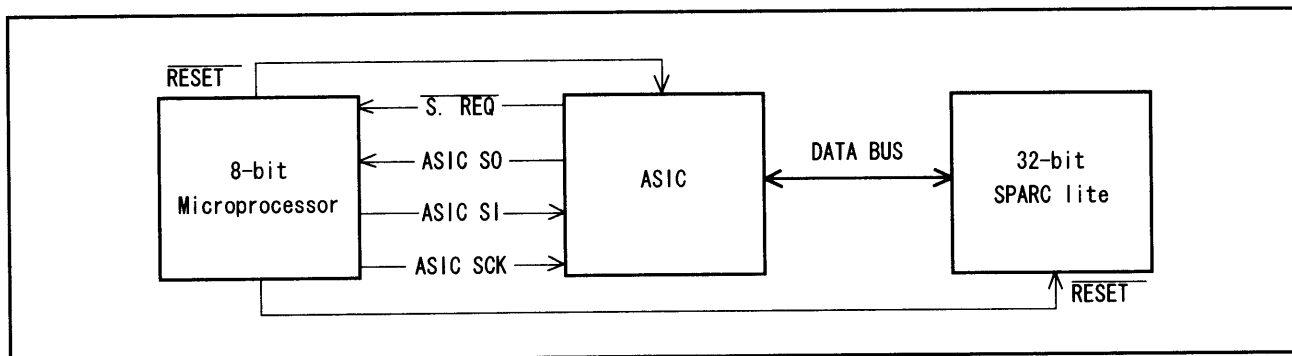 RESET
S. REQ
ASIC SO
8-bit
Microprocessor
ASIC SI
ASIC SCK
ASIC
DATA BUS
32-bit
SPARC lite
RESET